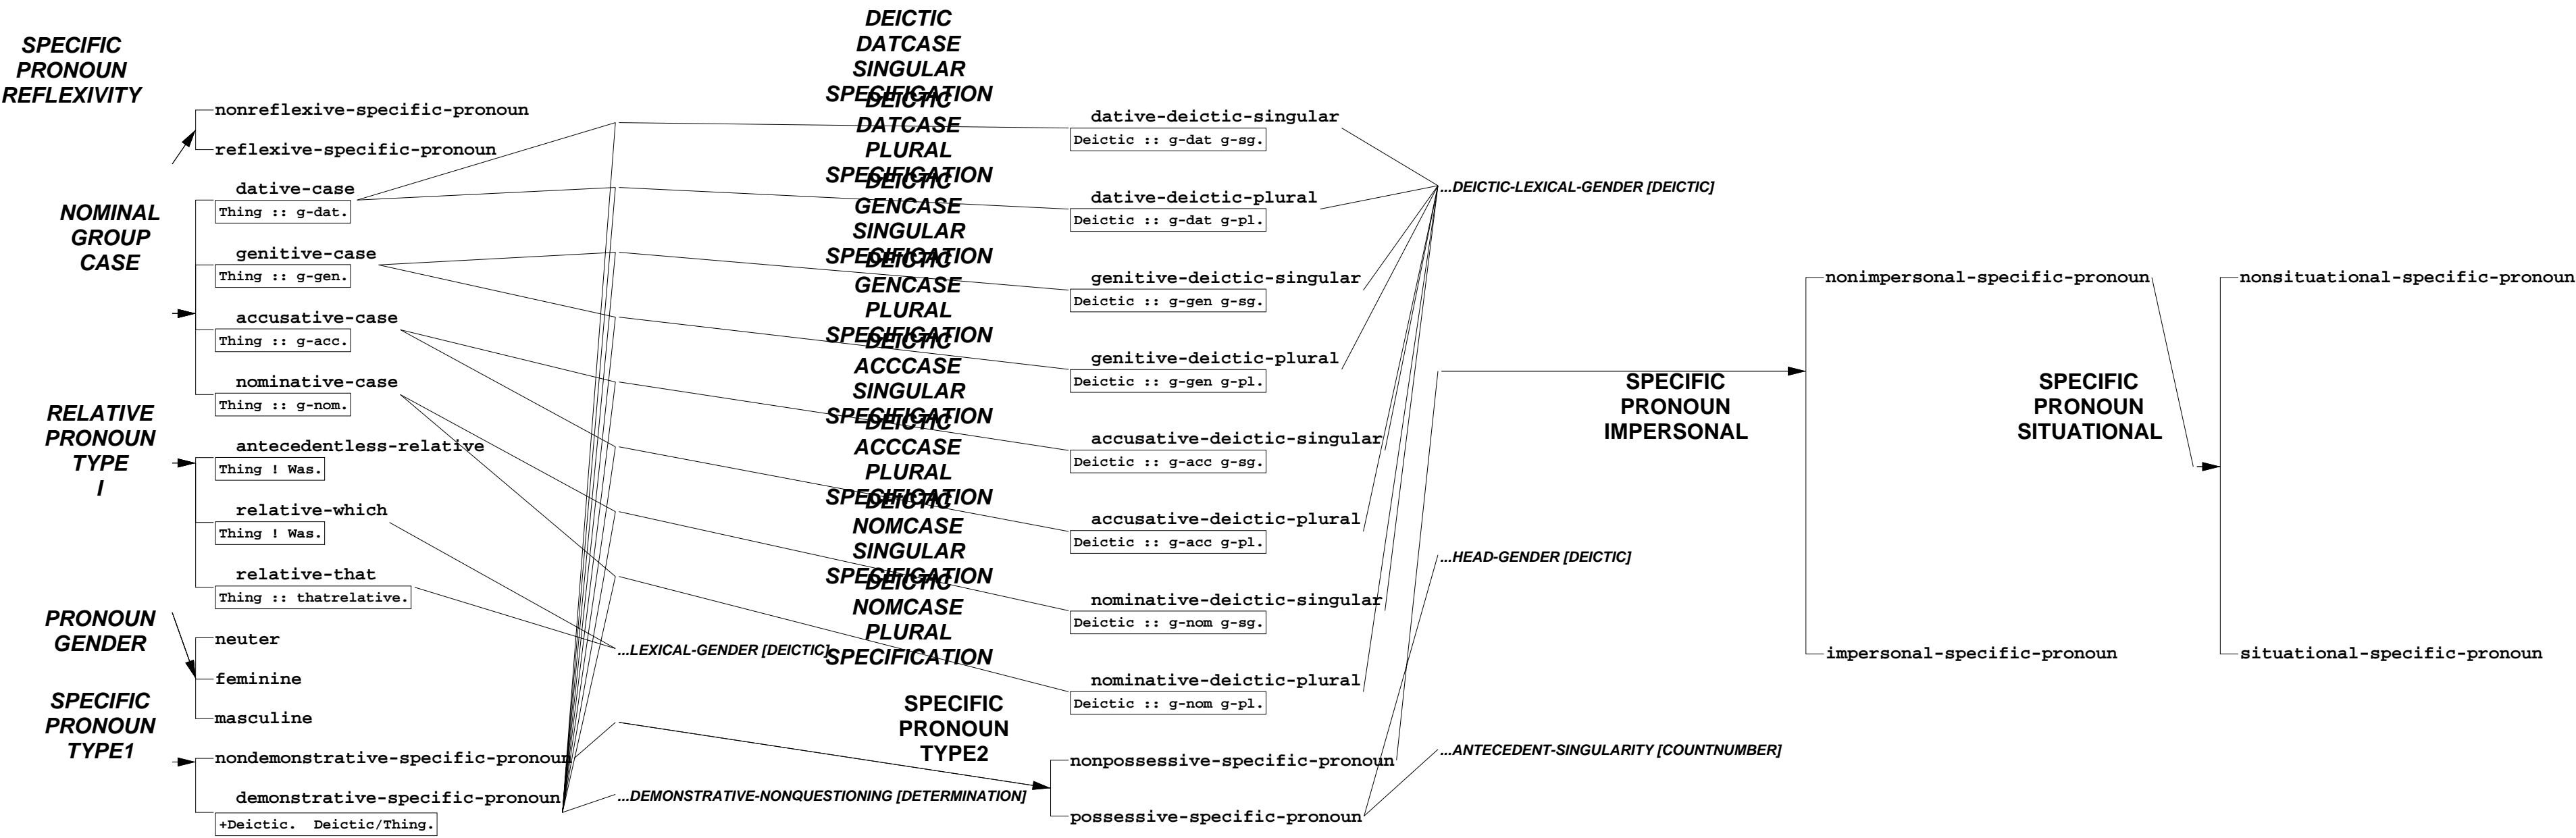 SPECIFIC
PRONOUN
REFLEXIVITY
nonreflexive-specific-pronoun
reflexive-specific-pronoun
NOMINAL
GROUP
CASE
dative-case
Thing :: g-dat.
genitive-case
Thing :: g-gen.
accusative-case
Thing :: g-acc.
nominative-case
Thing :: g-nom.
RELATIVE
PRONOUN
TYPE
I
antecedentless-relative
Thing ! Was.
relative-which
Thing ! Was.
relative-that
Thing :: thatrelative.
PRONOUN
GENDER
neuter
feminine
masculine
SPECIFIC
PRONOUN
TYPE1
nondemonstrative-specific-pronoun
demonstrative-specific-pronoun
+Deictic.  Deictic/Thing.
...LEXICAL-GENDER [DEICTIC]
...DEMONSTRATIVE-NONQUESTIONING [DETERMINATION]
DEICTIC
DATCASE
SINGULAR
SPECIFICATION
DEICTIC
DATCASE
PLURAL
SPECIFICATION
DEICTIC
GENCASE
SINGULAR
SPECIFICATION
DEICTIC
GENCASE
PLURAL
SPECIFICATION
DEICTIC
ACCCASE
SINGULAR
SPECIFICATION
DEICTIC
ACCCASE
PLURAL
SPECIFICATION
DEICTIC
NOMCASE
SINGULAR
SPECIFICATION
DEICTIC
NOMCASE
PLURAL
SPECIFICATION
SPECIFIC
PRONOUN
TYPE2
dative-deictic-singular
Deictic :: g-dat g-sg.
dative-deictic-plural
Deictic :: g-dat g-pl.
genitive-deictic-singular
Deictic :: g-gen g-sg.
genitive-deictic-plural
Deictic :: g-gen g-pl.
accusative-deictic-singular
Deictic :: g-acc g-sg.
accusative-deictic-plural
Deictic :: g-acc g-pl.
nominative-deictic-singular
Deictic :: g-nom g-sg.
nominative-deictic-plural
Deictic :: g-nom g-pl.
nonpossessive-specific-pronoun
possessive-specific-pronoun
...DEICTIC-LEXICAL-GENDER [DEICTIC]
...HEAD-GENDER [DEICTIC]
...ANTECEDENT-SINGULARITY [COUNTNUMBER]
SPECIFIC
PRONOUN
IMPERSONAL
nonimpersonal-specific-pronoun
impersonal-specific-pronoun
SPECIFIC
PRONOUN
SITUATIONAL
nonsituational-specific-pronoun
situational-specific-pronoun